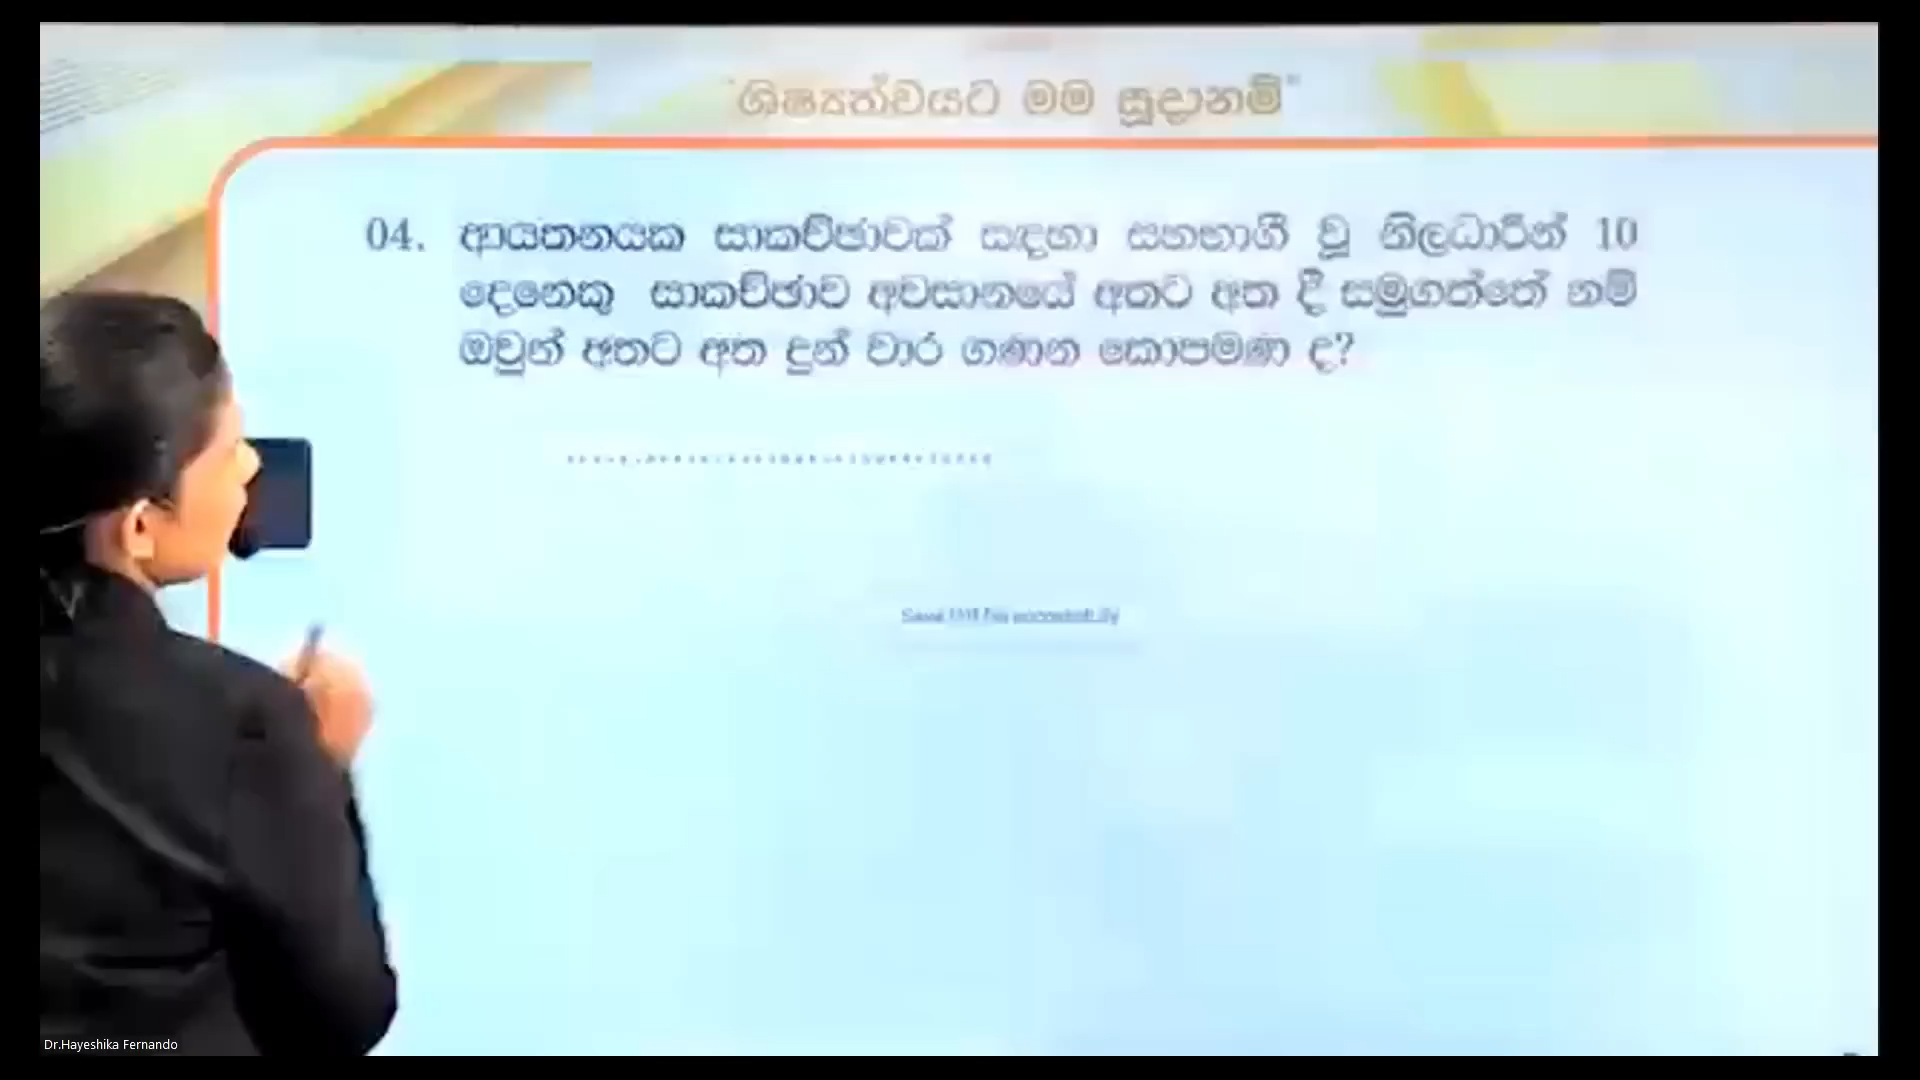 "ශිෂ්‍යත්වයට මම සූදානම්"
04. ආයතනයක සාකච්ඡාවක් සඳහා සහභාගී වූ නිලධාරීන් 10
දෙනෙකු සාකච්ඡාව අවසානයේ අතට අත දී සමුගත්තේ නම්
ඔවුන් අතට අත දුන් වාර ගණන කොපමණ ද?
Dr.Hayeshika Fernando